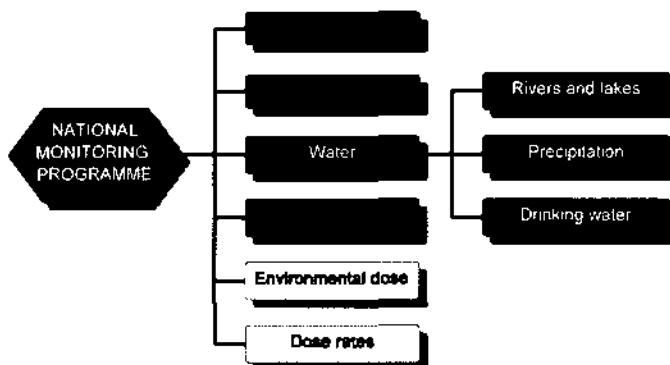 NATIONAL
MONITORING
PROGRAMME
Water
Rivers and lakes
Precipitation
Drinking water
Environmental dose
Dose rates